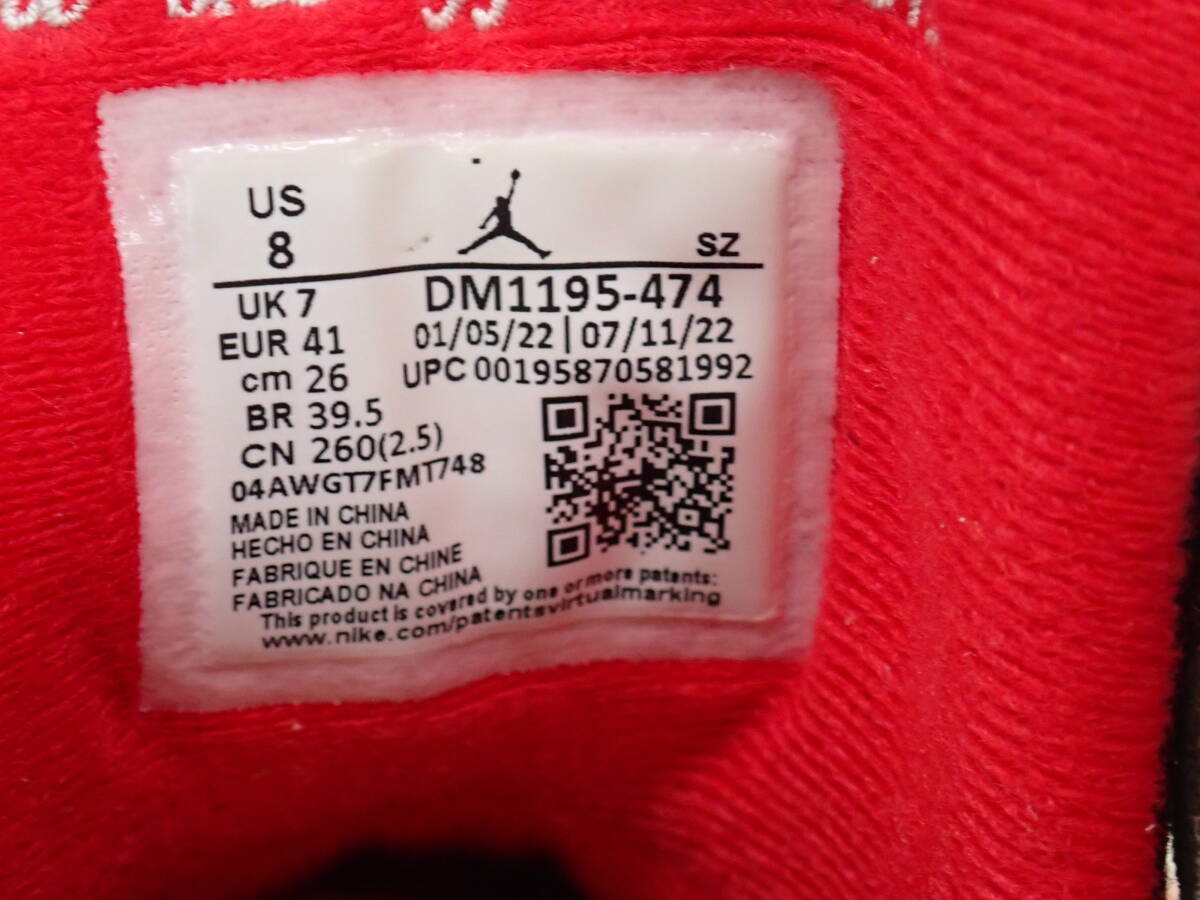 US
8
SZ
UK 7
EUR 41
cm 26
BR 39.5
CN 260(2.5)
DM1195-474
01/05/22 | 07/11/22
UPC 00195870581992
04AWGT7FMT748
MADE IN CHINA
HECHO EN CHINA
FABRIQUE EN CHINE
FABRICADO NA CHINA
This product is covered by one or more patents:
www.nike.com/patentsvirtualmarking